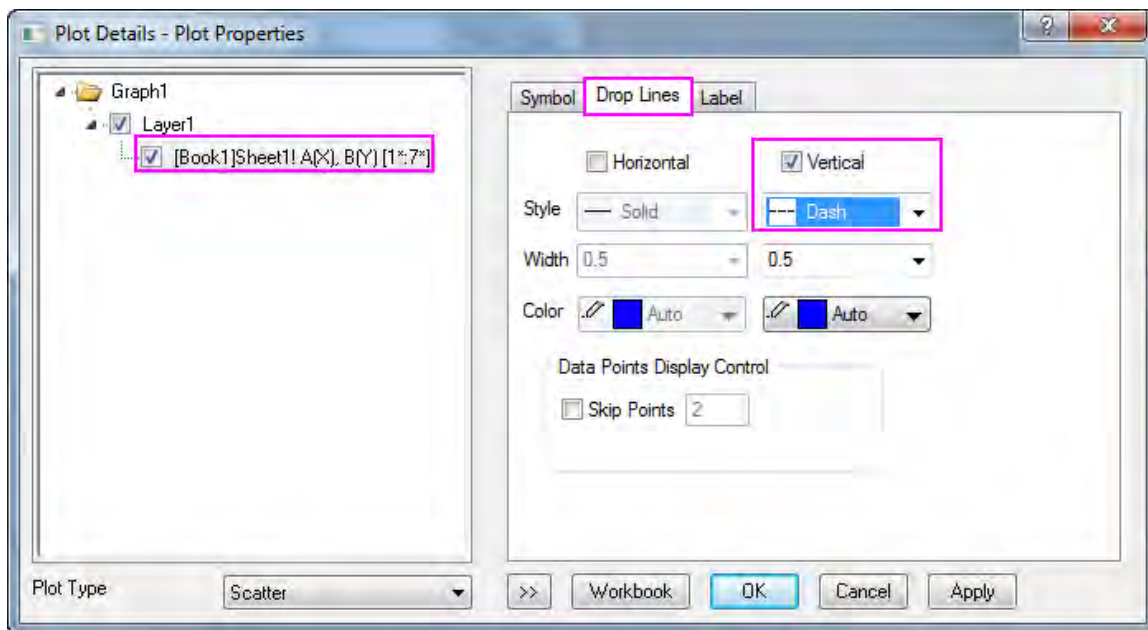 Plot Details - Plot Properties
?
Graph1
Layer1
[Book1]Sheet1! A(X), B(Y) [1*:7*]
Symbol Drop Lines Label
Horizontal Vertical
Style Solid Dash
Width 0.5 0.5
Color Auto Auto
Data Points Display Control
Skip Points 2
Plot Type Scatter >> Workbook OK Cancel Apply